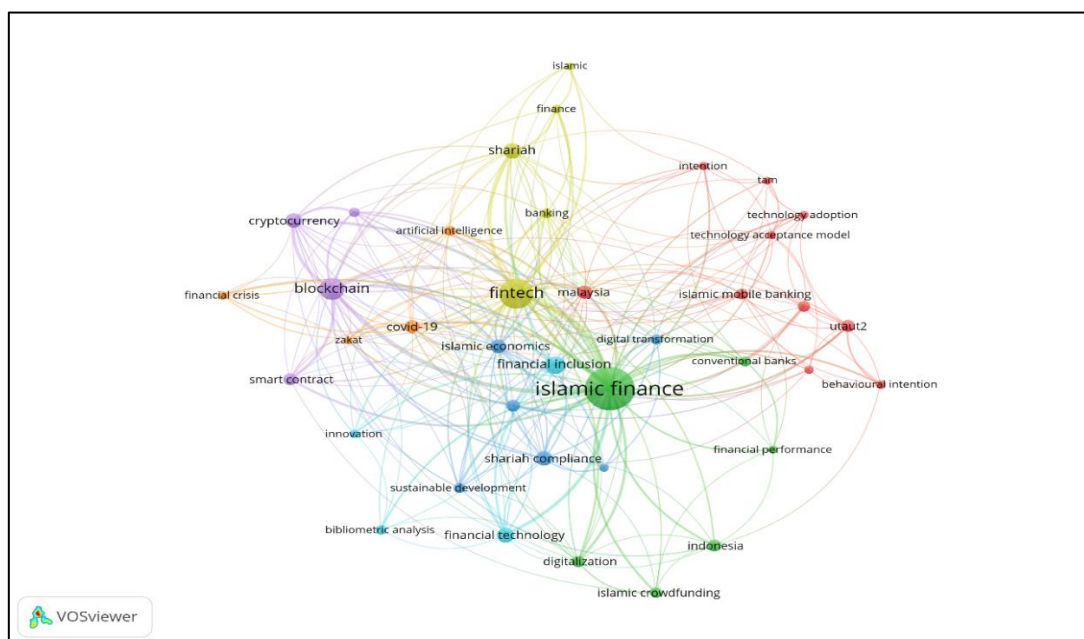 islamic
finance
shariah
intention
tam
cryptocurrency
banking
technology adoption
artificial intelligence
technology acceptance model
blockchain
fintech
malaysia
islamic mobile banking
financial crisis
covid-19
utaut2
zakat
islamic economics
digital transformation
financial inclusion
conventional banks
smart contract
islamic finance
behavioural intention
innovation
financial performance
shariah compliance
sustainable development
bibliometric analysis
financial technology
indonesia
digitalization
islamic crowdfunding
VOSviewer